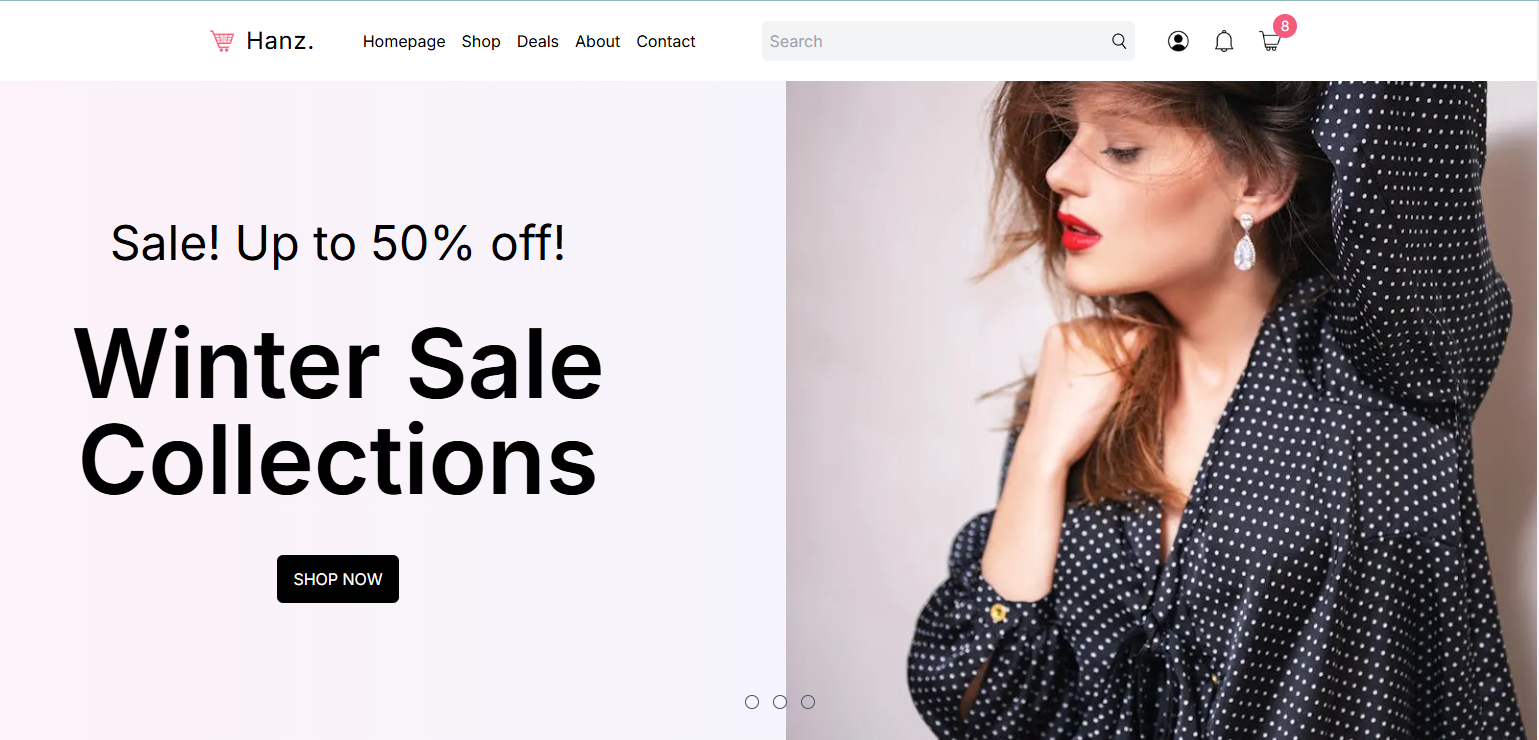 Hanz.
Homepage Shop Deals About Contact
Search
8
Sale! Up to 50% off!
Winter Sale
Collections
SHOP NOW